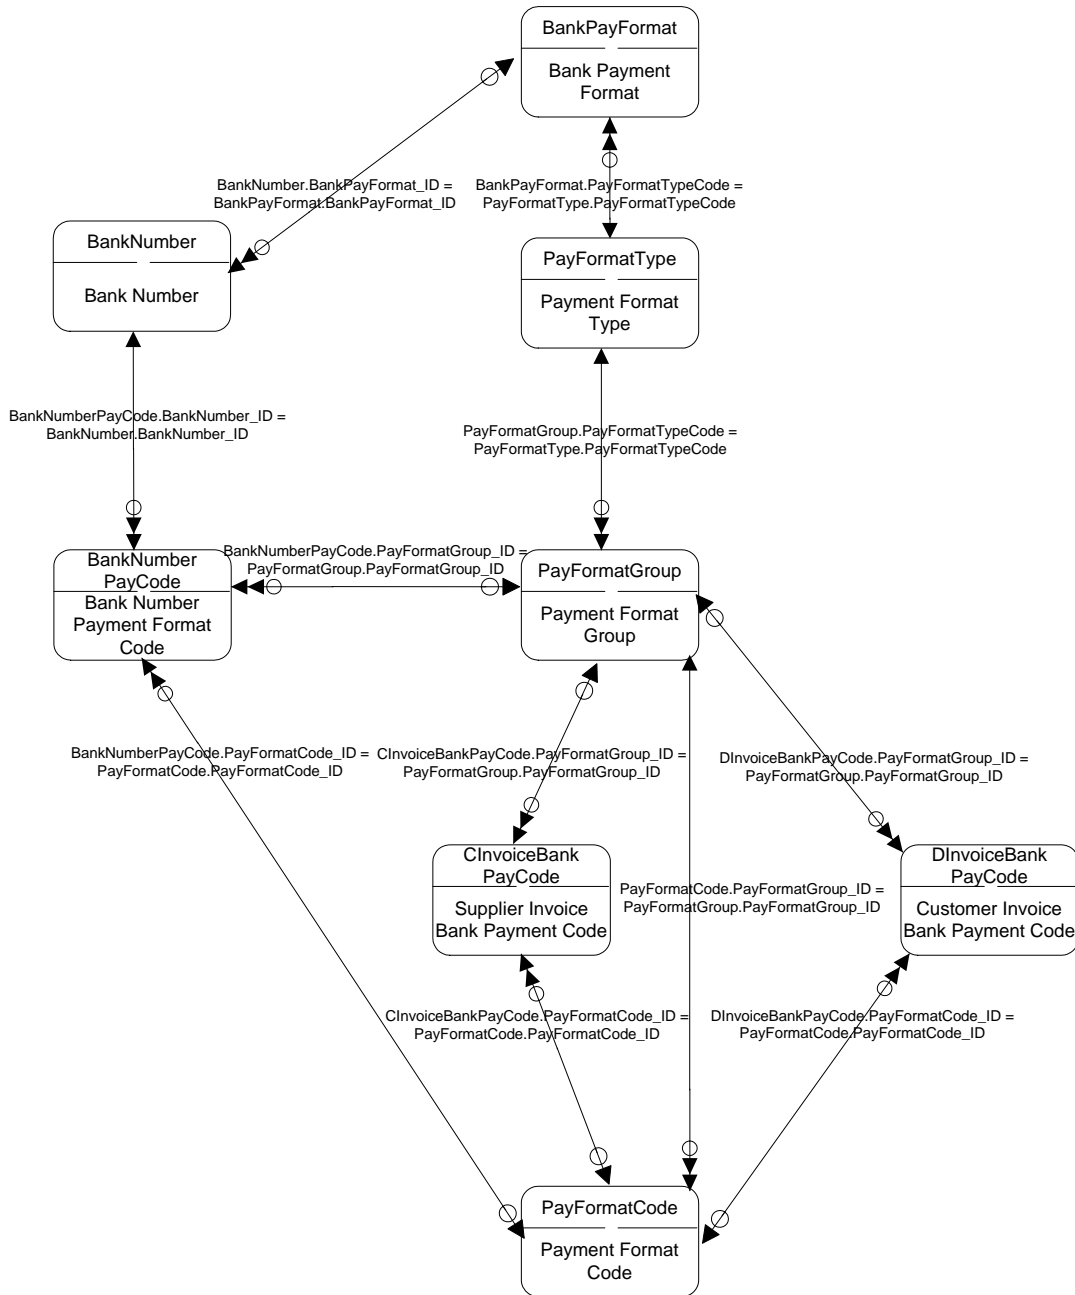 BankPayFormat
Bank Payment
Format
BankNumber.BankPayFormat_ID =
BankPayFormat.BankPayFormat_ID
BankPayFormat.PayFormatTypeCode =
PayFormatType.PayFormatTypeCode
BankNumber
Bank Number
PayFormatType
Payment Format
Type
BankNumberPayCode.BankNumber_ID =
BankNumber.BankNumber_ID
PayFormatGroup.PayFormatTypeCode =
PayFormatType.PayFormatTypeCode
BankNumber
PayCode
Bank Number
Payment Format
Code
BankNumberPayCode.PayFormatGroup_ID =
PayFormatGroup.PayFormatGroup_ID
PayFormatGroup
Payment Format
Group
BankNumberPayCode.PayFormatCode_ID =
PayFormatCode.PayFormatCode_ID
CInvoiceBankPayCode.PayFormatGroup_ID =
PayFormatGroup.PayFormatGroup_ID
DInvoiceBankPayCode.PayFormatGroup_ID =
PayFormatGroup.PayFormatGroup_ID
CInvoiceBank
PayCode
Supplier Invoice
Bank Payment Code
PayFormatCode.PayFormatGroup_ID =
PayFormatGroup.PayFormatGroup_ID
DInvoiceBank
PayCode
Customer Invoice
Bank Payment Code
CInvoiceBankPayCode.PayFormatCode_ID =
PayFormatCode.PayFormatCode_ID
DInvoiceBankPayCode.PayFormatCode_ID =
PayFormatCode.PayFormatCode_ID
PayFormatCode
Payment Format
Code